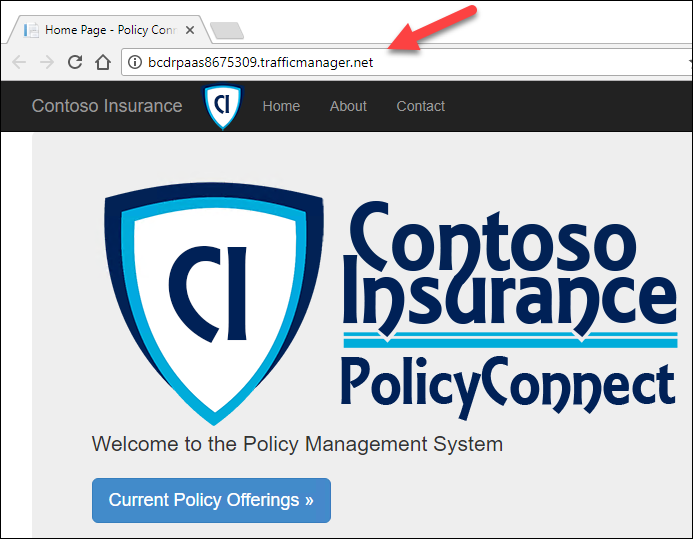 Home Page - Policy Conn
bcdrpaas8675309.trafficmanager.net
Contoso Insurance CI Home About Contact
CI
Contoso
Insurance
PolicyConnect
Welcome to the Policy Management System
Current Policy Offerings »